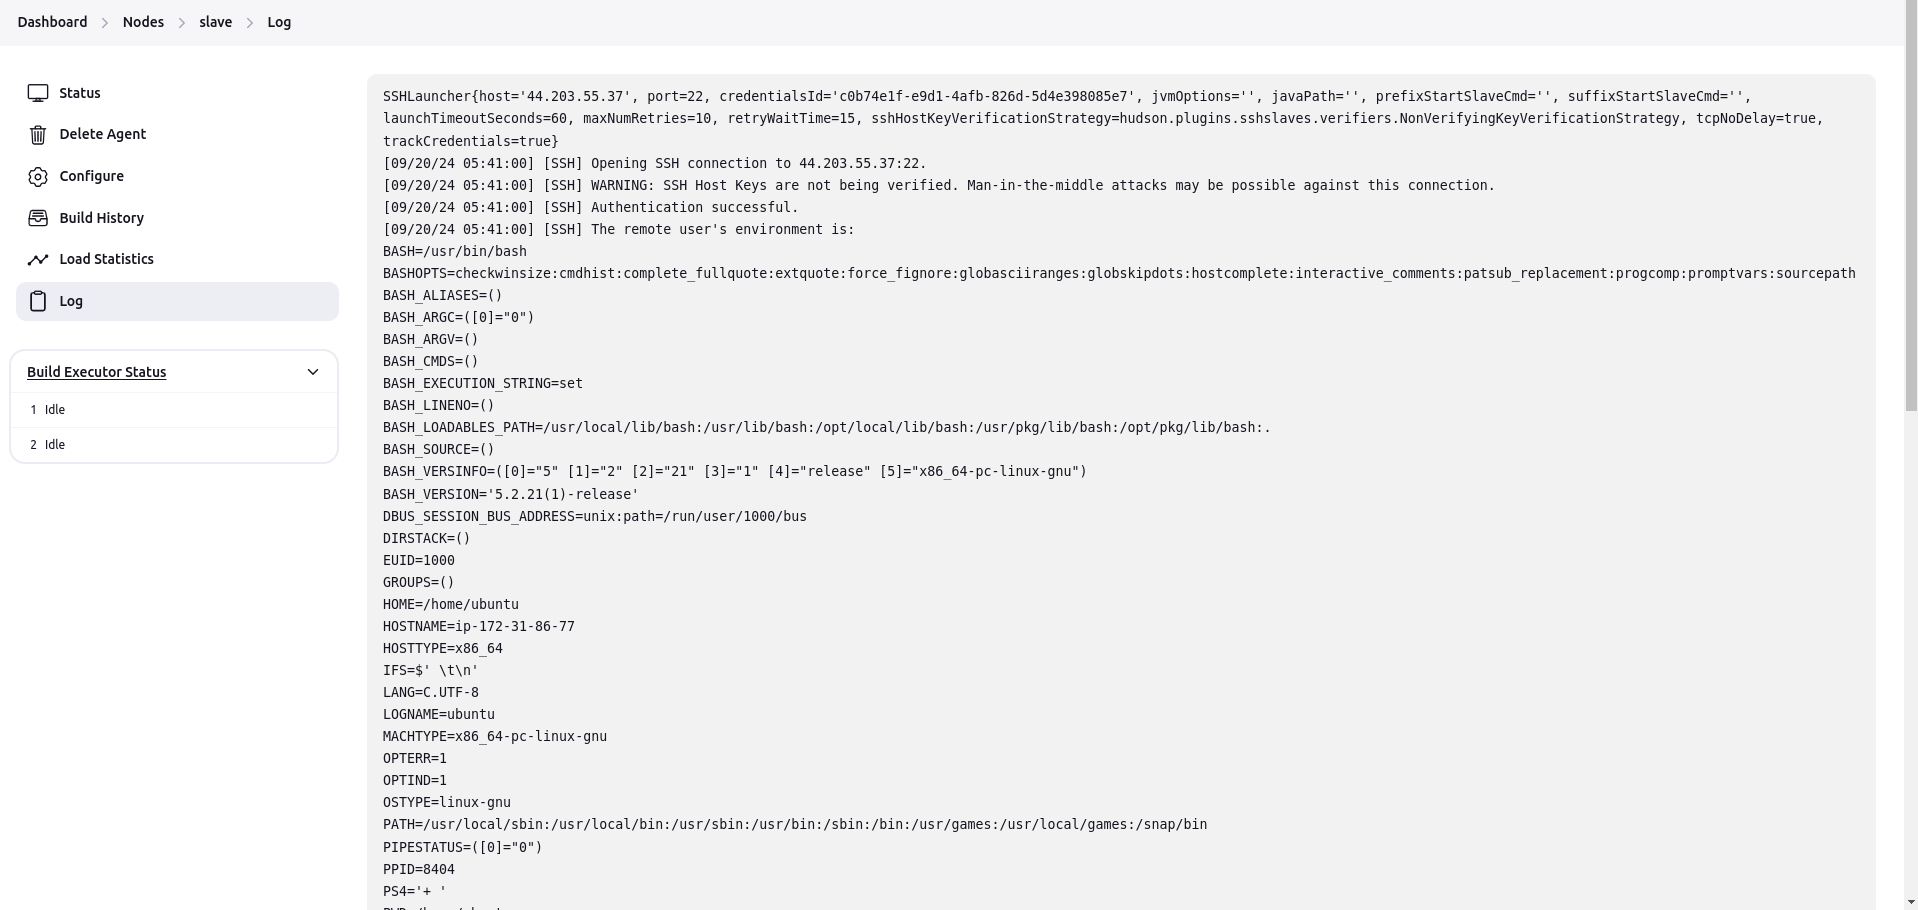 Dashboard > Nodes > slave > Log
Status
Delete Agent
Configure
Build History
Load Statistics
Log
Build Executor Status
1 Idle
2 Idle
SSHLauncher{host='44.203.55.37', port=22, credentialsId='c0b74e1f-e9d1-4afb-826d-5d4e398085e7', jvmOptions='', javaPath='', prefixStartSlaveCmd='', suffixStartSlaveCmd='',
launchTimeoutSeconds=60, maxNumRetries=10, retryWaitTime=15, sshHostKeyVerificationStrategy=hudson.plugins.sshslaves.verifiers.NonVerifyingKeyVerificationStrategy, tcpNoDelay=true,
trackCredentials=true}
[09/20/24 05:41:00] [SSH] Opening SSH connection to 44.203.55.37:22.
[09/20/24 05:41:00] [SSH] WARNING: SSH Host Keys are not being verified. Man-in-the-middle attacks may be possible against this connection.
[09/20/24 05:41:00] [SSH] Authentication successful.
[09/20/24 05:41:00] [SSH] The remote user's environment is:
BASH=/usr/bin/bash
BASHOPTS=checkwinsize:cmdhist:complete_fullquote:extquote:force_fignore:globasciiranges:globskipdots:hostcomplete:interactive_comments:patsub_replacement:progcomp:promptvars:sourcepath
BASH_ALIASES=()
BASH_ARGC=([0]="0")
BASH_ARGV=()
BASH_CMDS=()
BASH_EXECUTION_STRING=set
BASH_LINENO=()
BASH_LOADABLES_PATH=/usr/local/lib/bash:/usr/lib/bash:/opt/local/lib/bash:/usr/pkg/lib/bash:/opt/pkg/lib/bash:.
BASH_SOURCE=()
BASH_VERSINFO=([0]="5" [1]="2" [2]="21" [3]="1" [4]="release" [5]="x86_64-pc-linux-gnu")
BASH_VERSION='5.2.21(1)-release'
DBUS_SESSION_BUS_ADDRESS=unix:path=/run/user/1000/bus
DIRSTACK=()
EUID=1000
GROUPS=()
HOME=/home/ubuntu
HOSTNAME=ip-172-31-86-77
HOSTTYPE=x86_64
IFS=$' \t\n'
LANG=C.UTF-8
LOGNAME=ubuntu
MACHTYPE=x86_64-pc-linux-gnu
OPTERR=1
OPTIND=1
OSTYPE=linux-gnu
PATH=/usr/local/sbin:/usr/local/bin:/usr/sbin:/usr/bin:/sbin:/bin:/usr/games:/usr/local/games:/snap/bin
PIPESTATUS=([0]="0")
PPID=8404
PS4='+ '